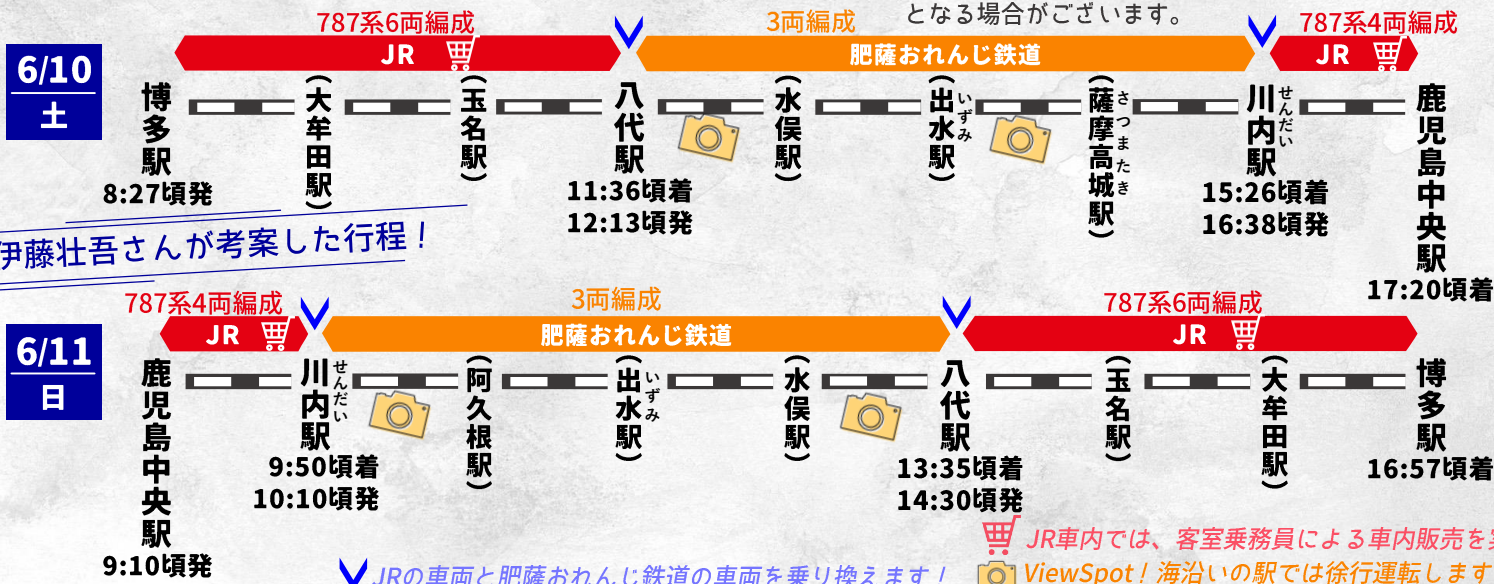 となる場合がございます。
787系6両編成
3両編成
787系4両編成
JR
肥薩おれんじ鉄道
JR
6/10
土
博多駅
8:27頃発
(大牟田駅)
(玉名駅)
八代駅
11:36頃着
12:13頃発
(水俣駅)
(出水駅)
いずみ
(薩摩高城駅)
さつまたき
川内駅
せんだい
15:26頃着
16:38頃発
鹿児島中央駅
17:20頃着
伊藤壮吾さんが考案した行程！
787系4両編成
3両編成
787系6両編成
JR
肥薩おれんじ鉄道
JR
6/11
日
鹿児島中央駅
9:10頃発
川内駅
せんだい
9:50頃着
10:10頃発
(阿久根駅)
(出水駅)
いずみ
(水俣駅)
八代駅
13:35頃着
14:30頃発
(玉名駅)
(大牟田駅)
博多駅
16:57頃着
JR車内では、客室乗務員による車内販売を
JRの車両と肥薩おれんじ鉄道の車両を乗り換えます！
ViewSpot！海沿いの駅では徐行運転します